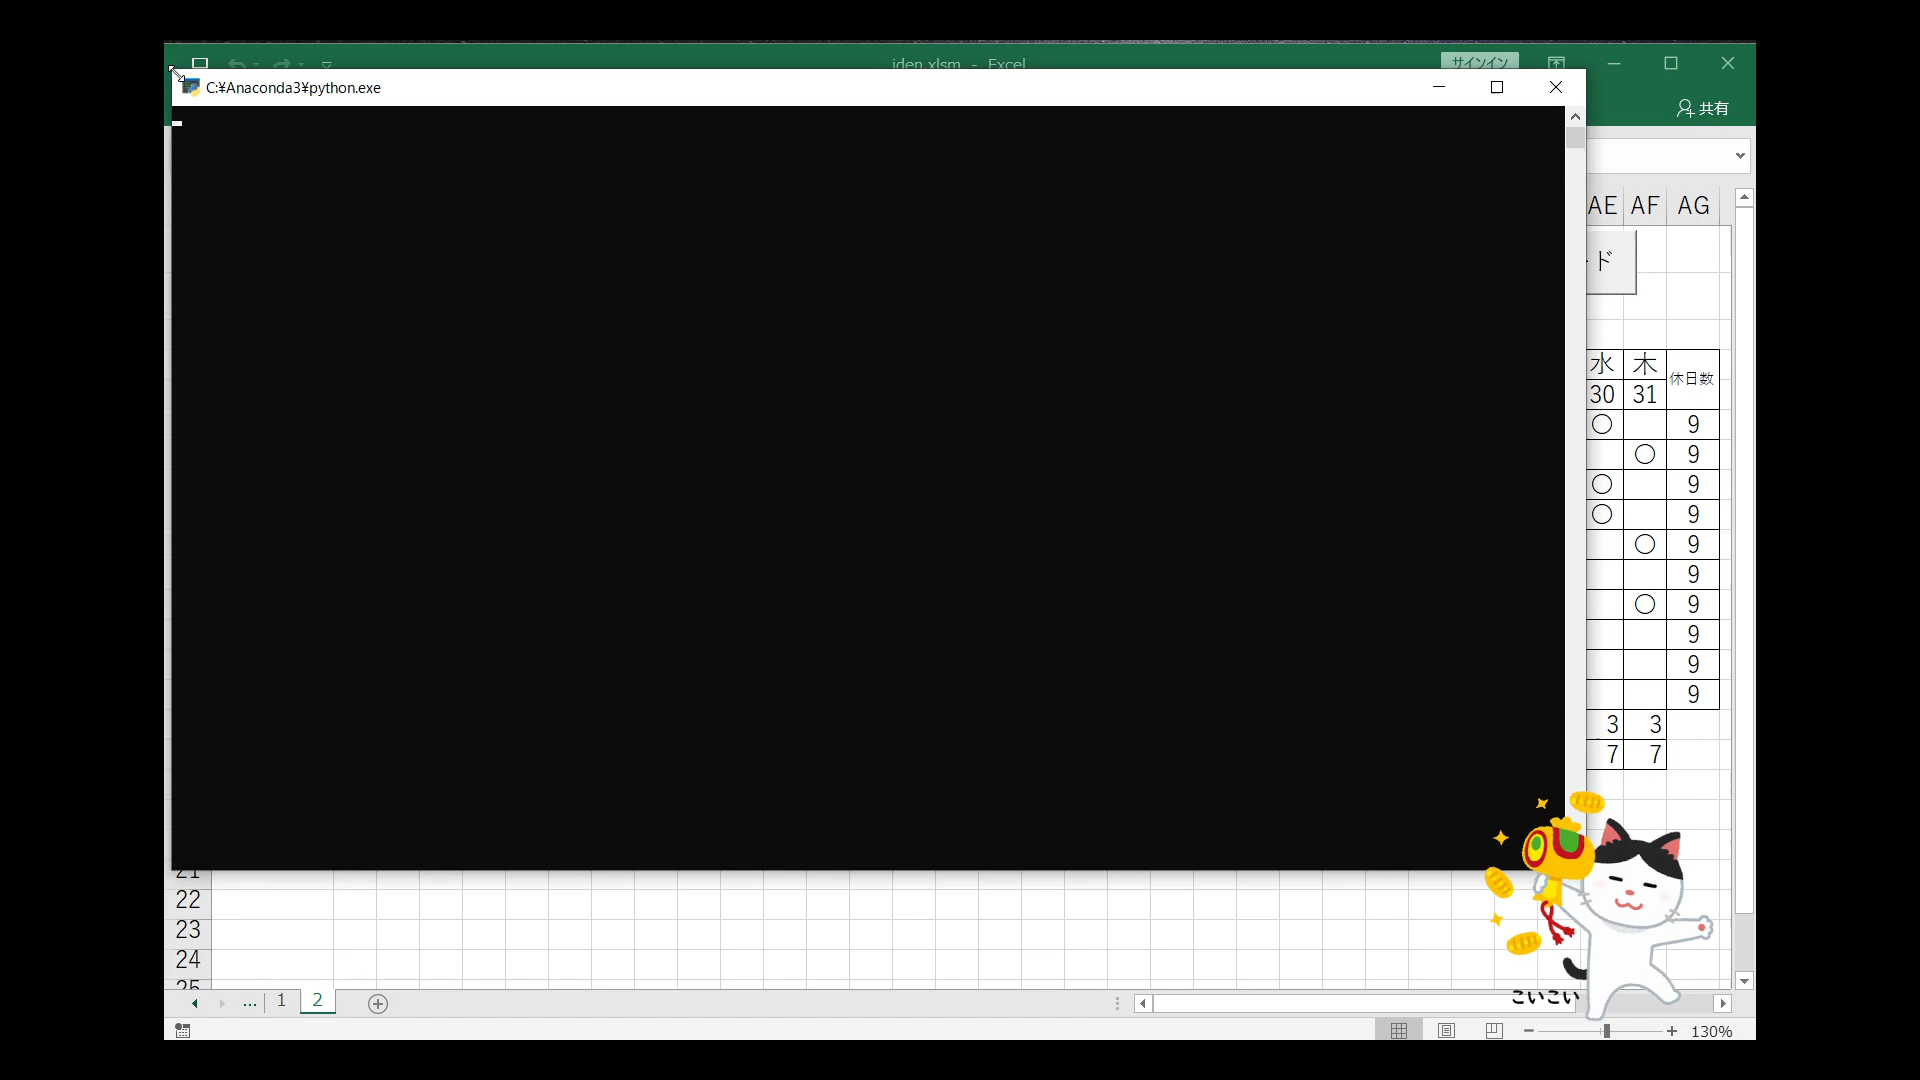 iden.xlsm - Excel
サインイン
C:¥Anaconda3¥python.exe
共有
AE AF AG
ド
水 木 休日数
30 31
〇 9
〇 9
〇 9
〇 9
〇 9
9
〇 9
9
9
9
3 3
7 7
21
22
23
24
25
こいこい
... 1 2
130%